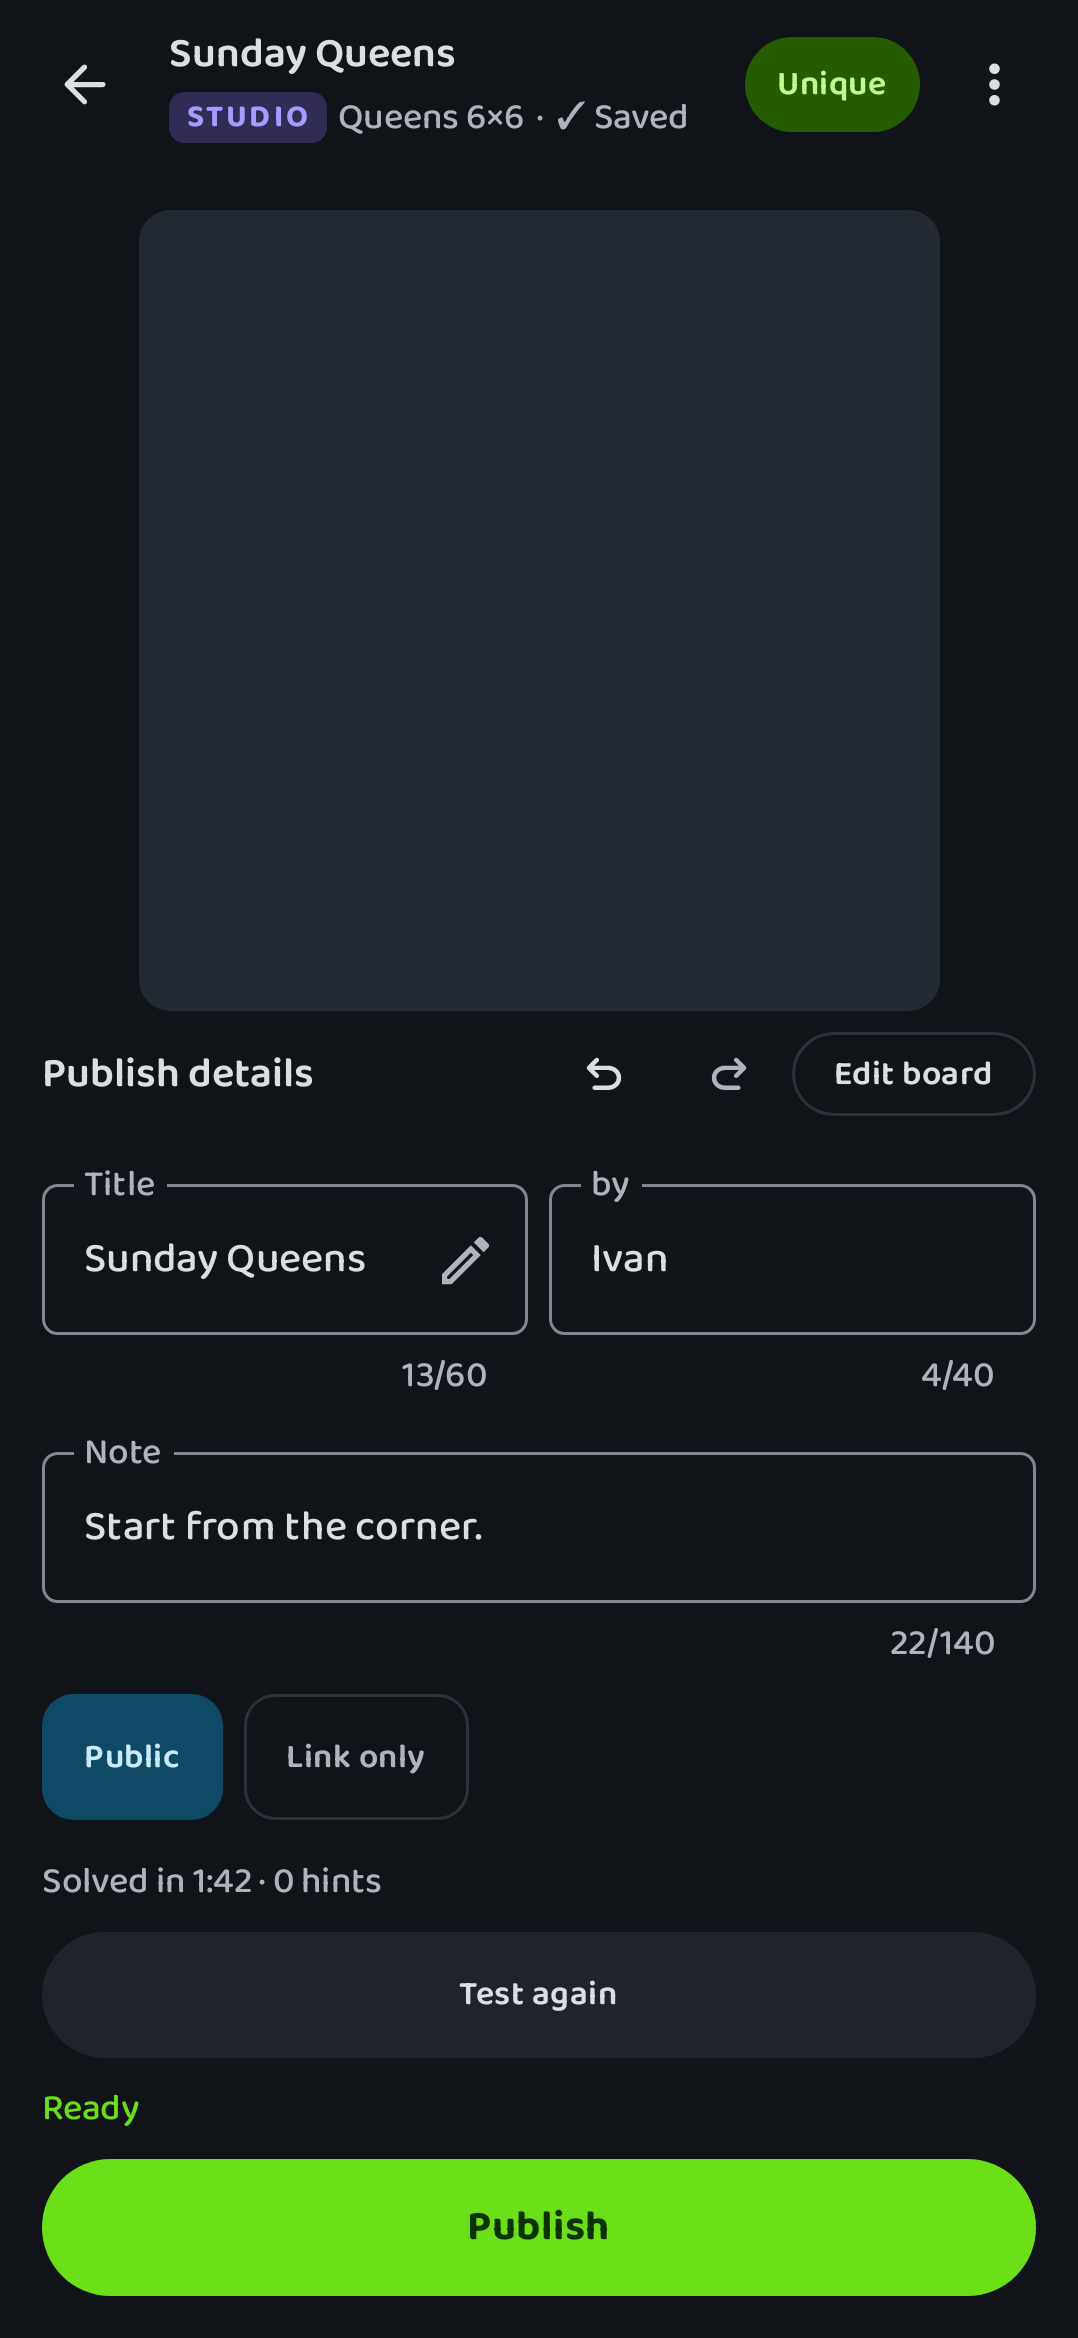 Sunday Queens
STUDIO Queens 6×6 · ✓ Saved
Unique
Publish details
Edit board
Title
Sunday Queens
13/60
by
Ivan
4/40
Note
Start from the corner.
22/140
Public
Link only
Solved in 1:42 · 0 hints
Test again
Ready
Publish